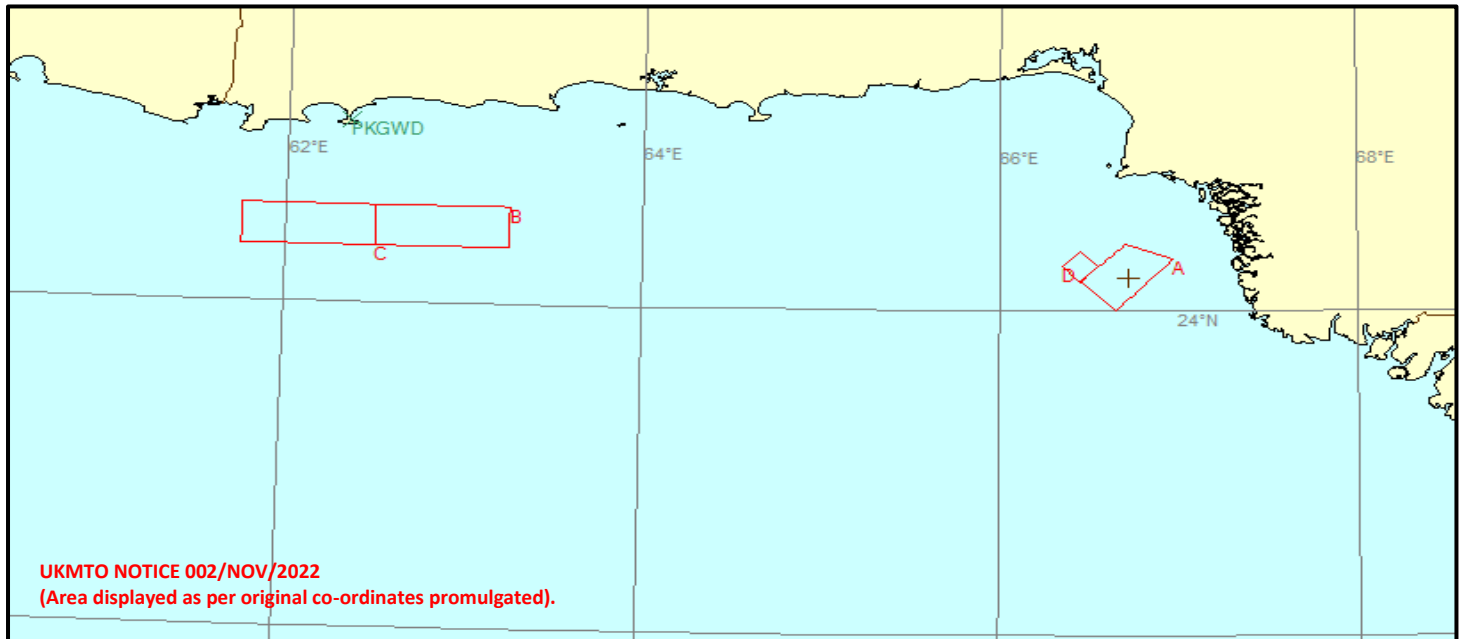 PKGWD
62°E
64°E
66°E
68°E
B
C
A
D
24°N
UKMTO NOTICE 002/NOV/2022
(Area displayed as per original co-ordinates promulgated).